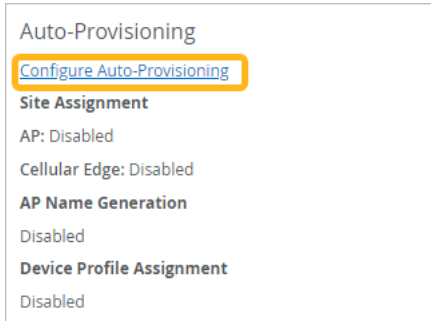 Auto-Provisioning
Configure Auto-Provisioning
Site Assignment
AP: Disabled
Cellular Edge: Disabled
AP Name Generation
Disabled
Device Profile Assignment
Disabled